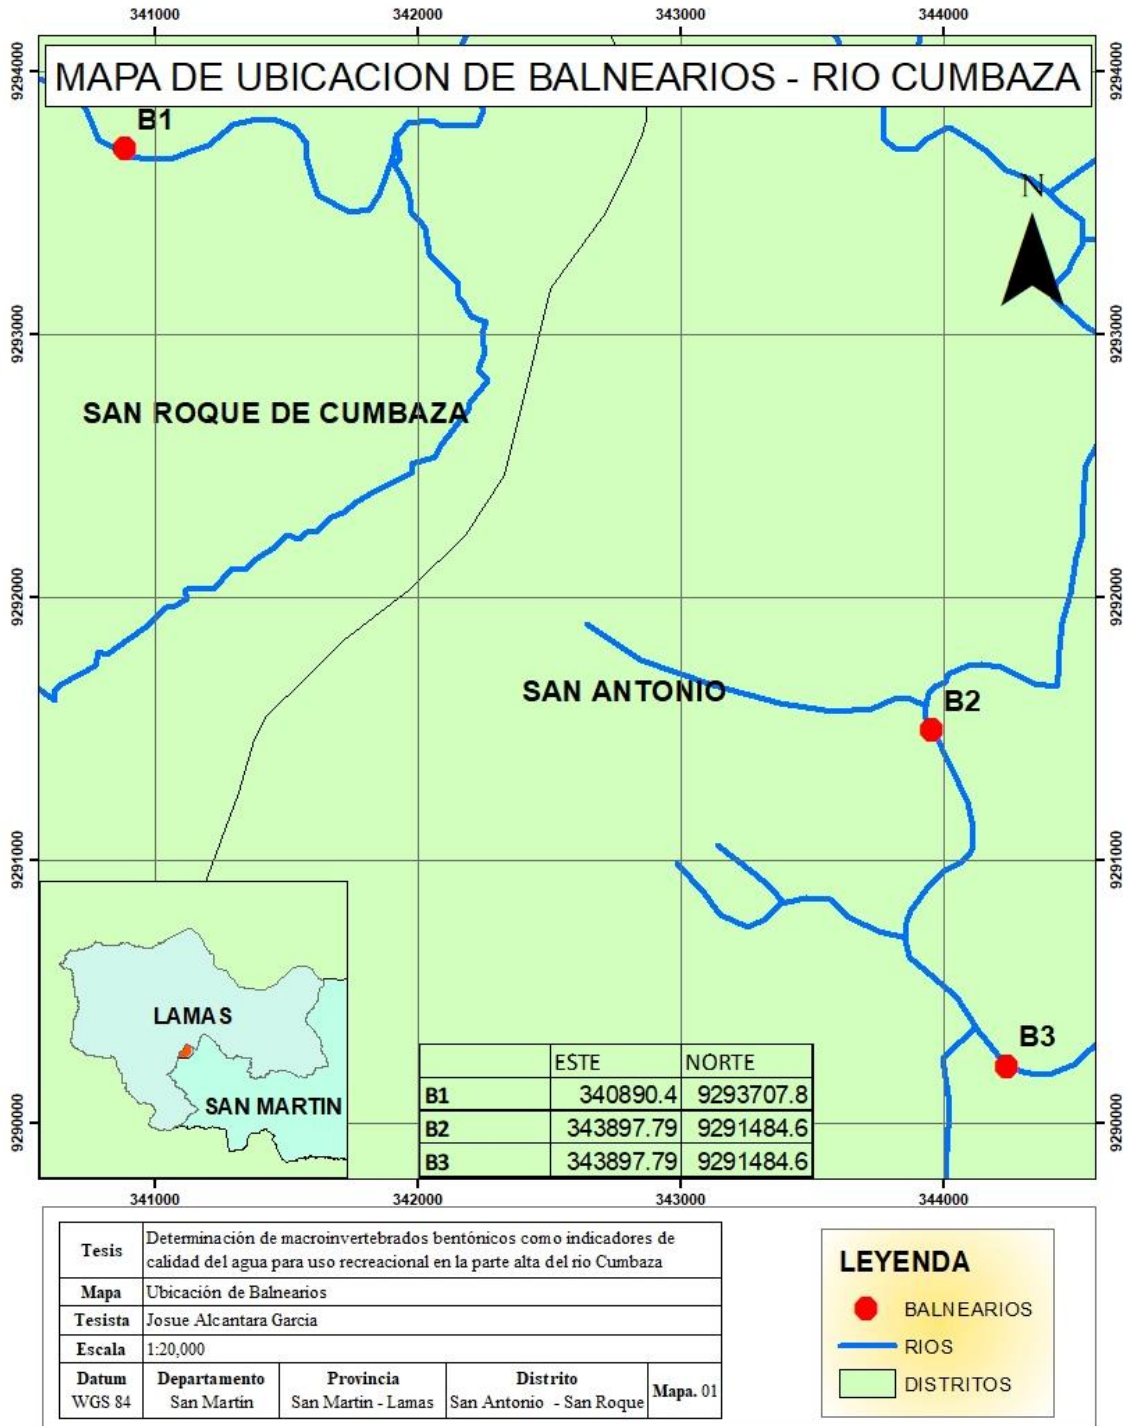 341000 342000 343000 344000
9294000 9294000
MAPA DE UBICACION DE BALNEARIOS - RIO CUMBAZA
B1
N
9293000 9293000
SAN ROQUE DE CUMBAZA
9292000 9292000
SAN ANTONIO
B2
9291000 9291000
LAMAS
SAN MARTIN
B3
ESTE NORTE
B1 340890.4 9293707.8
B2 343897.79 9291484.6
B3 343897.79 9291484.6
9290000 9290000
341000 342000 343000 344000
Tesis Determinación de macroinvertebrados bentónicos como indicadores de
calidad del agua para uso recreacional en la parte alta del rio Cumbaza
Mapa Ubicación de Balnearios
Tesista Josue Alcantara Garcia
Escala 1:20,000
Datum Departamento Provincia Distrito Mapa. 01
WGS 84 San Martin San Martin - Lamas San Antonio - San Roque
LEYENDA
BALNEARIOS
RIOS
DISTRITOS